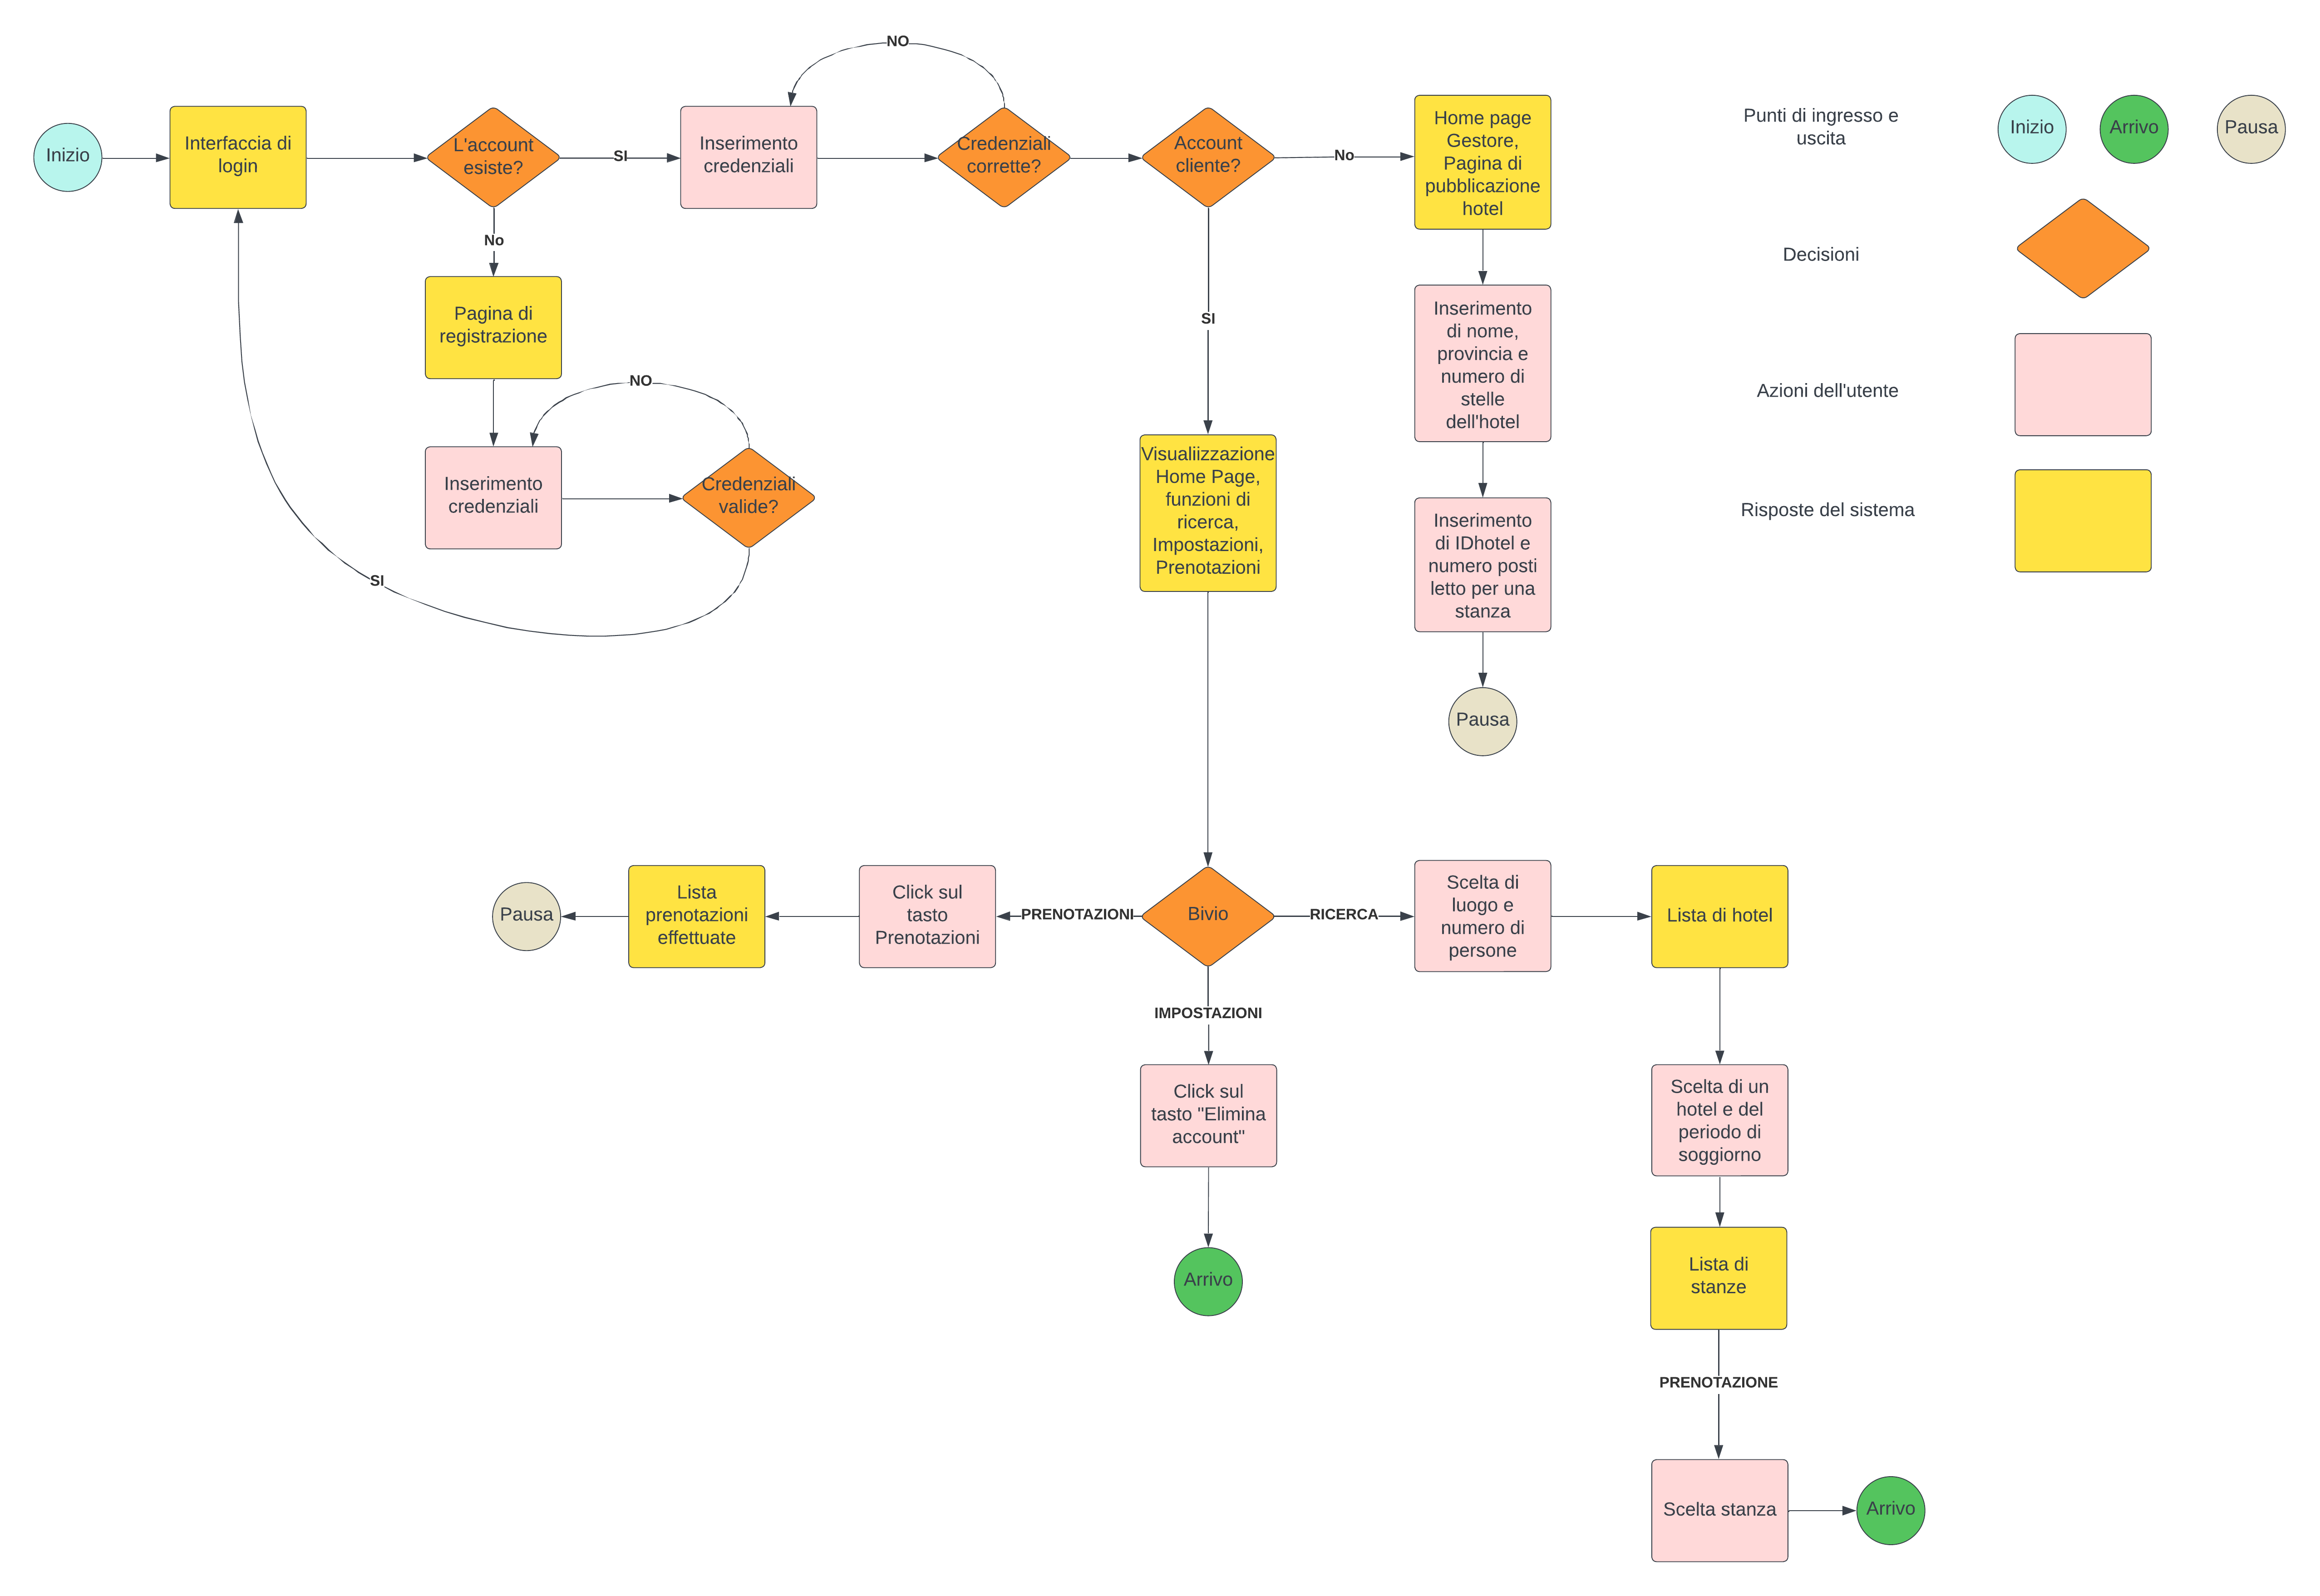 NO
Inizio
Interfaccia di
login
L'account
esiste?
SI
Inserimento
credenziali
Credenziali
corrette?
Account
cliente?
No
Home page
Gestore,
Pagina di
pubblicazione
hotel
Punti di ingresso e
uscita
Inizio
Arrivo
Pausa
No
Decisioni
Pagina di
registrazione
SI
Inserimento
di nome,
provincia e
numero di
stelle
dell'hotel
Azioni dell'utente
NO
Inserimento
credenziali
Credenziali
valide?
SI
Visualiizzazione
Home Page,
funzioni di
ricerca,
Impostazioni,
Prenotazioni
Inserimento
di IDhotel e
numero posti
letto per una
stanza
Risposte del sistema
Pausa
Pausa
Lista
prenotazioni
effettuate
Click sul
tasto
Prenotazioni
PRENOTAZIONI
Bivio
RICERCA
Scelta di
luogo e
numero di
persone
Lista di hotel
IMPOSTAZIONI
Click sul
tasto "Elimina
account"
Scelta di un
hotel e del
periodo di
soggiorno
Arrivo
Lista di
stanze
PRENOTAZIONE
Scelta stanza
Arrivo